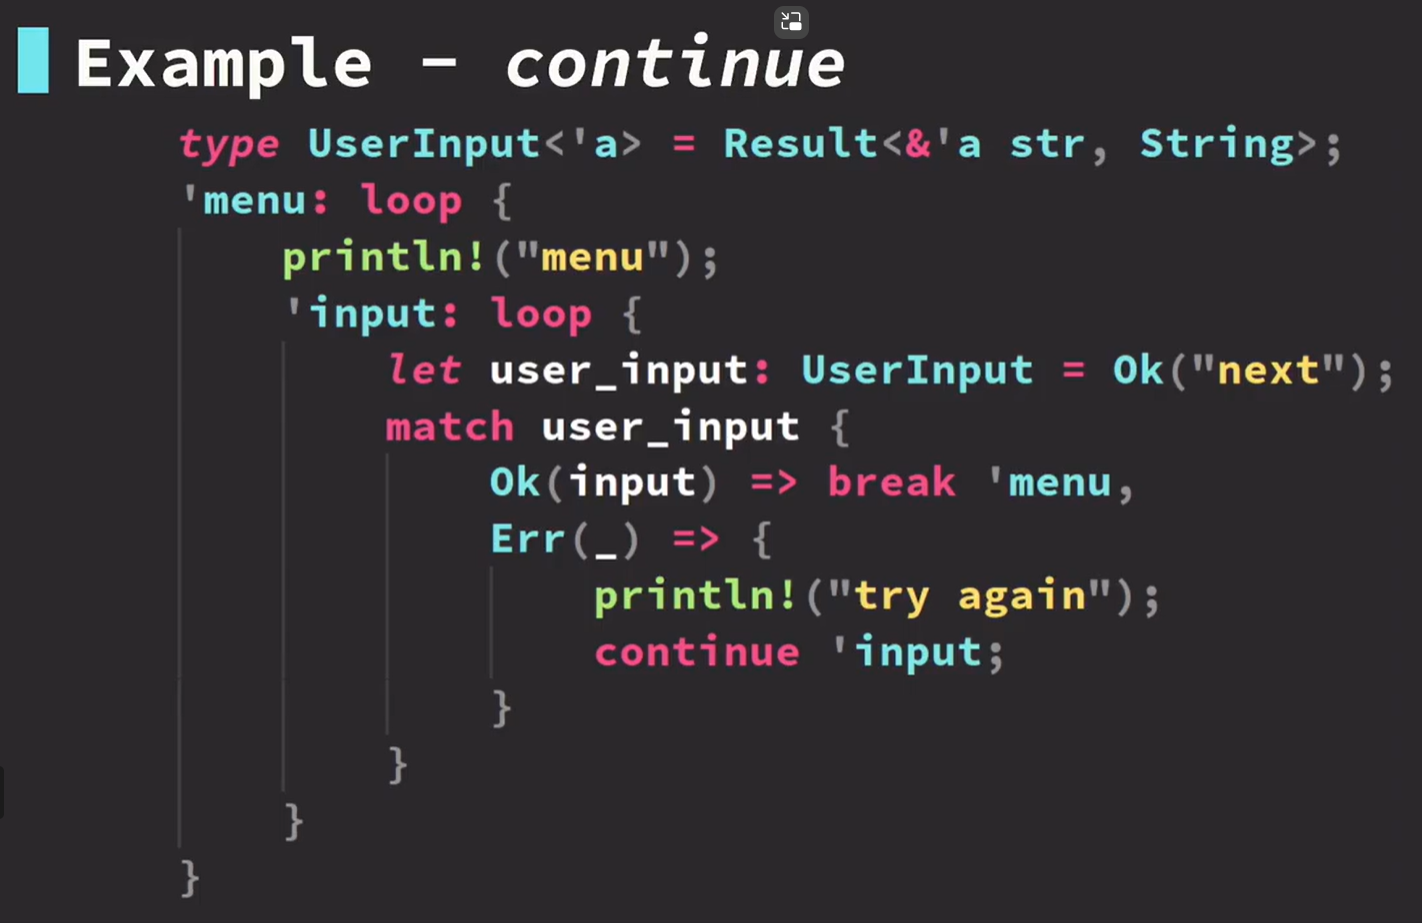 Example - continue
type UserInput<'a> = Result<&'a str, String>;
'menu: loop {
    println!("menu");
    'input: loop {
        let user_input: UserInput = Ok("next");
        match user_input {
            Ok(input) => break 'menu,
            Err(_) => {
                println!("try again");
                continue 'input;
            }
        }
    }
}